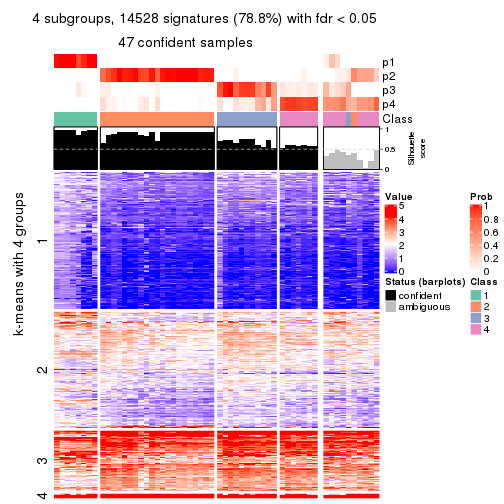 4 subgroups, 14528 signatures (78.8%) with fdr < 0.05
47 confident samples
p1
p2
p3
p4
Class
1
0.5
0
Silhouette
score
k-means with 4 groups
1
2
3
4
Value
5
4
3
2
1
0
Prob
1
0.8
0.6
0.4
0.2
0
Status (barplots)
confident
ambiguous
Class
1
2
3
4